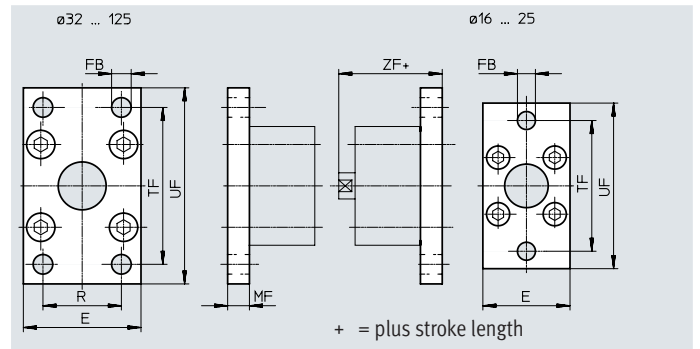 ø32 ... 125
ø16 ... 25
FB
ZF+
FB
TF
UF
TF
UF
R
E
MF
E
+ = plus stroke length